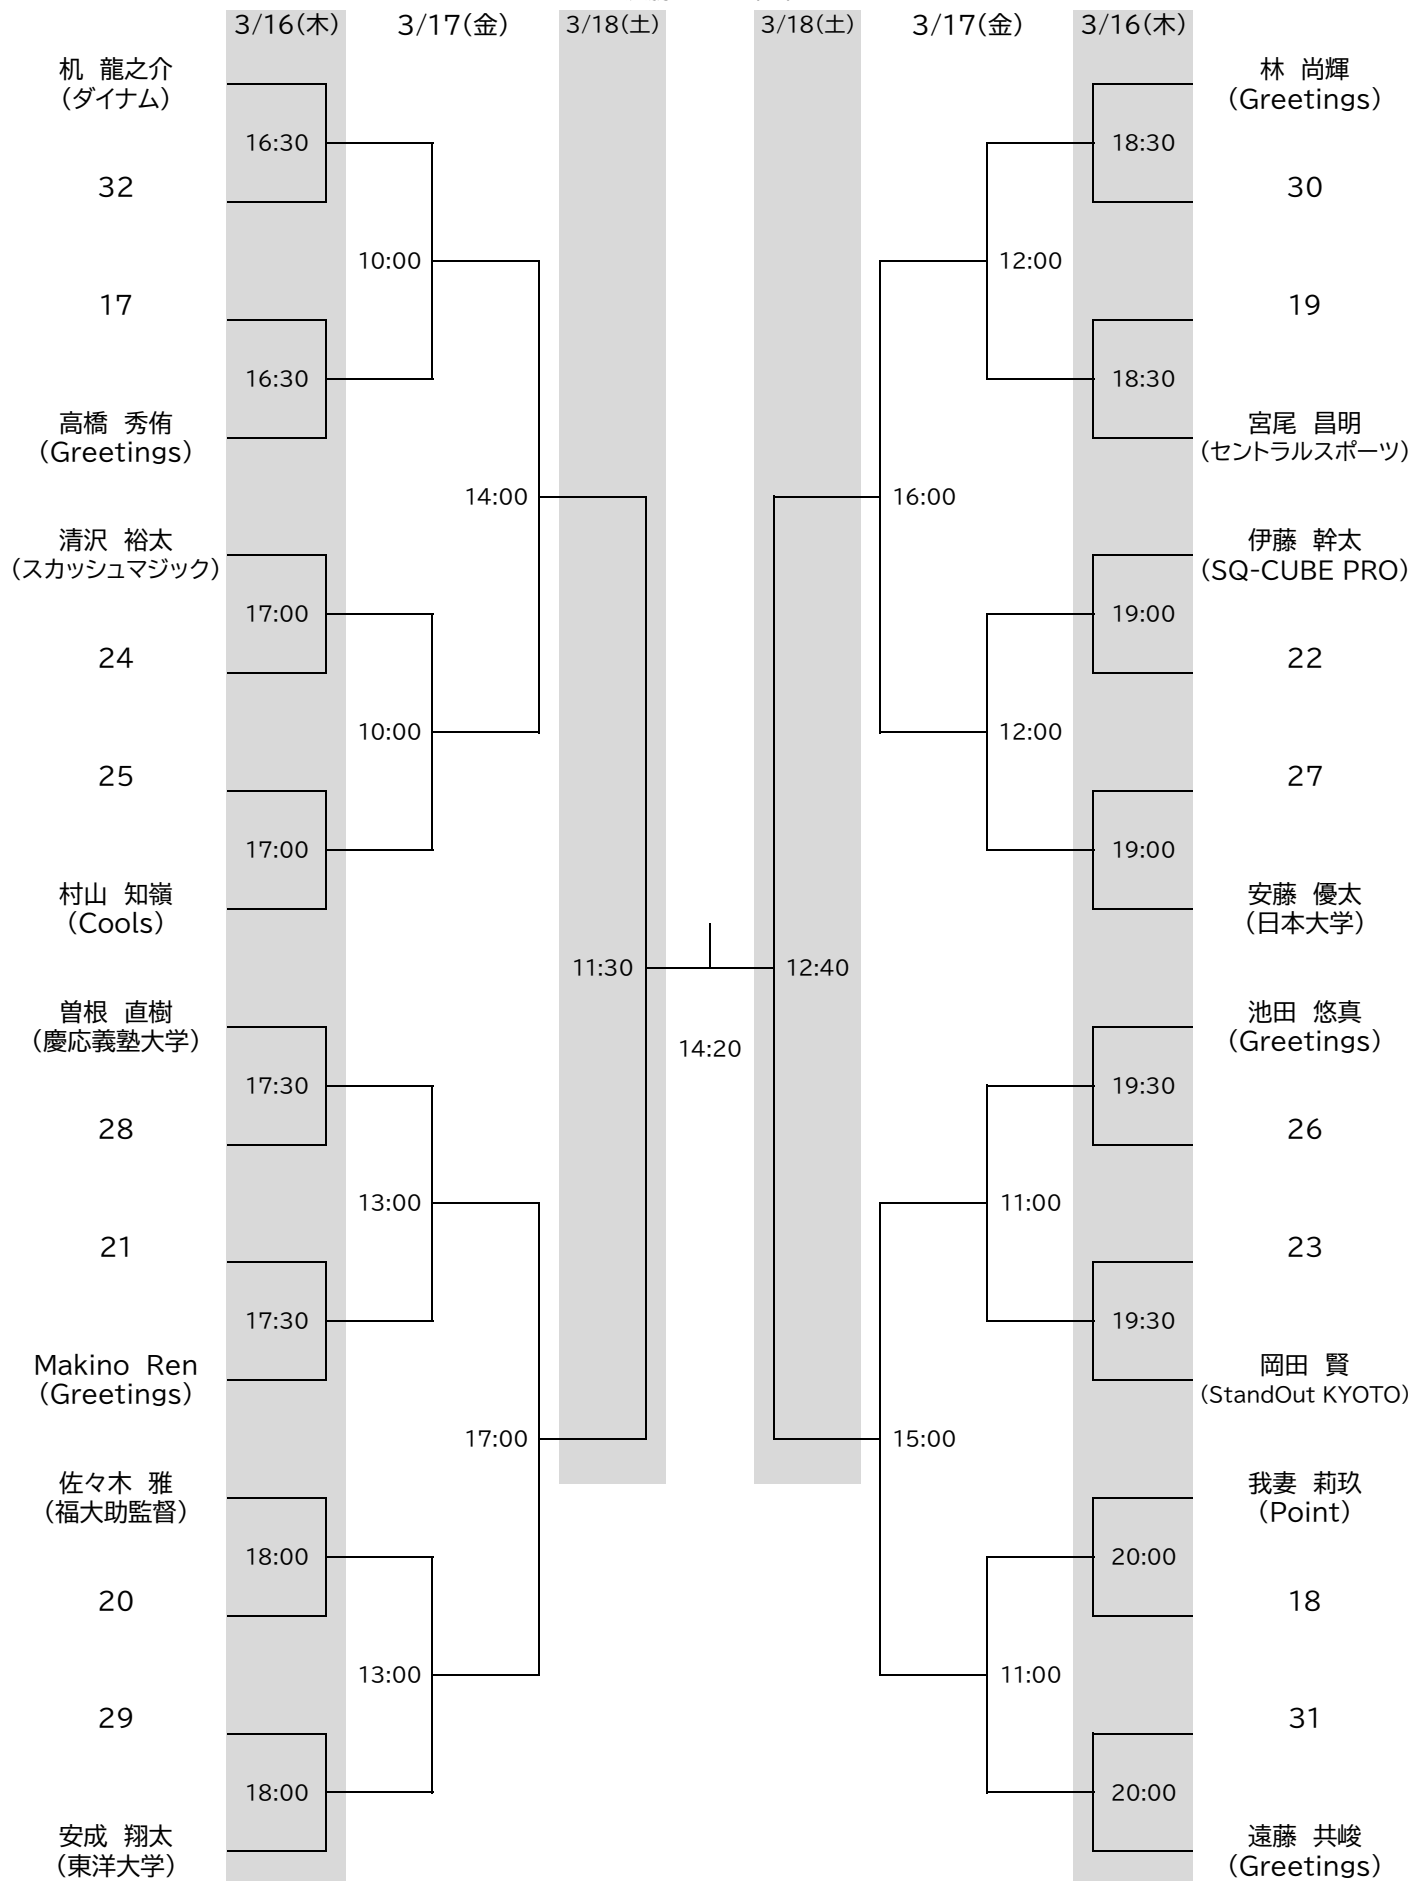 3/16(木) 3/17(金) 3/18(土) 3/18(土) 3/17(金) 3/16(木)
机 龍之介
（ダイナム）
16:30
32
10:00
17
16:30
高橋 秀侑
（Greetings）
14:00
清沢 裕太
（スカッシュマジック）
17:00
24
10:00
25
17:00
村山 知嶺
（Cools）
11:30
曽根 直樹
（慶応義塾大学）
17:30
28
13:00
21
17:30
Makino Ren
（Greetings）
17:00
佐々木 雅
（福大助監督）
18:00
20
13:00
29
18:00
安成 翔太
（東洋大学）
14:20
林 尚輝
（Greetings）
18:30
30
12:00
19
18:30
宮尾 昌明
（セントラルスポーツ）
16:00
伊藤 幹太
（SQ-CUBE PRO）
19:00
22
12:00
27
19:00
安藤 優太
（日本大学）
12:40
池田 悠真
（Greetings）
19:30
26
11:00
23
19:30
岡田 賢
（StandOut KYOTO）
15:00
我妻 莉玖
（Point）
20:00
18
11:00
31
20:00
遠藤 共峻
（Greetings）